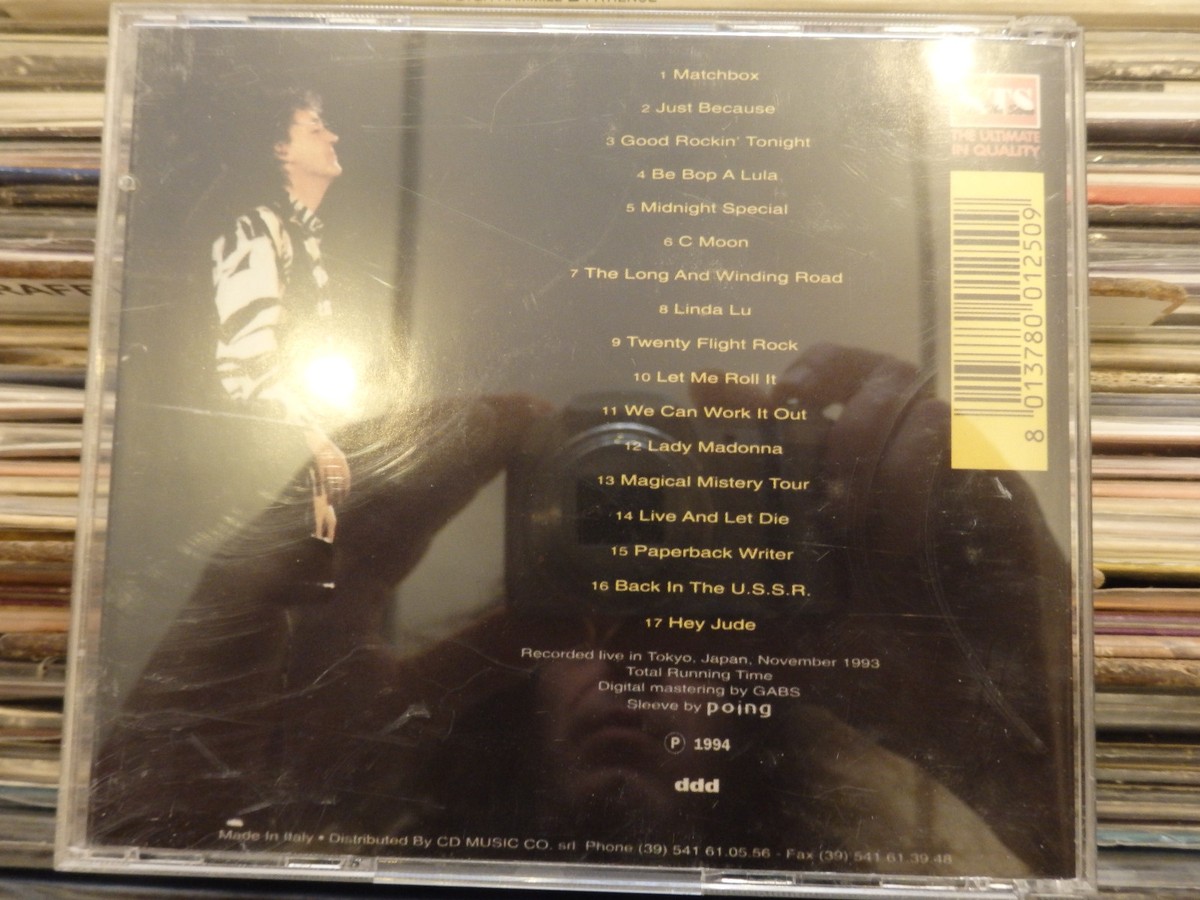 1 Matchbox
2 Just Because
3 Good Rockin' Tonight
4 Be Bop A Lula
5 Midnight Special
6 C Moon
7 The Long And Winding Road
8 Linda Lu
9 Twenty Flight Rock
10 Let Me Roll It
11 We Can Work It Out
12 Lady Madonna
13 Magical Mistery Tour
14 Live And Let Die
15 Paperback Writer
16 Back In The U.S.S.R.
17 Hey Jude
Recorded live in Tokyo, Japan, November 1993
Total Running Time
Digital mastering by GABS
Sleeve by poing
Ⓟ 1994
ddd
Made In Italy • Distributed By CD MUSIC CO. srl Phone (39) 541 61.05.56 - Fax (39) 541 61.39.48
THE ULTIMATE
IN QUALITY
8 013780 012509